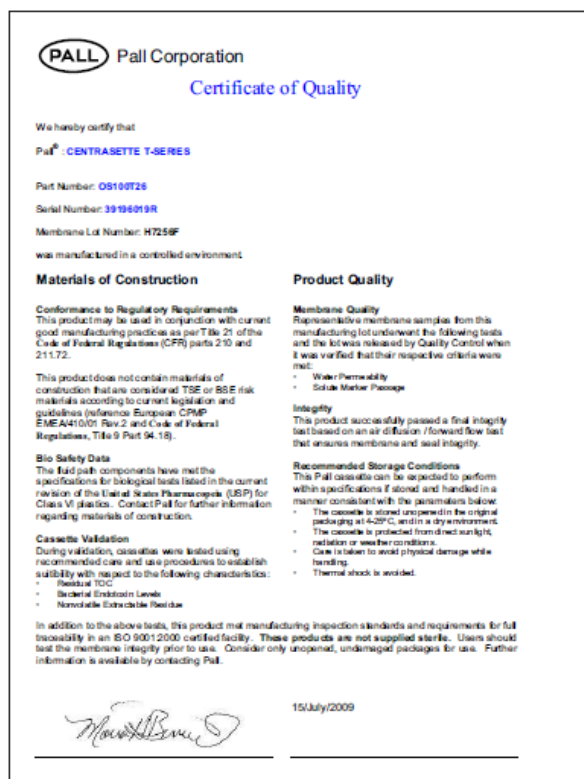 PALL Pall Corporation
Certificate of Quality
We hereby certify that
Pall® : CENTRASETTE T-SERIES
Part Number: OS100T26
Serial Number: 39196019R
Membrane Lot Number: H7256F
was manufactured in a controlled environment.
Materials of Construction
Conformance to Regulatory Requirements
This product may be used in conjunction with current
good manufacturing practices as per Title 21 of the
Code of Federal Regulations (CFR) parts 210 and
211.72.
This product does not contain materials of
construction that are considered TSE or BSE risk
materials according to current legislation and
guidelines (reference European CPMP
EMEA/410/01 Rev.2 and Code of Federal
Regulations, Title 9 Part 94.18).
Bio Safety Data
The fluid path components have met the
specifications for biological tests listed in the current
revision of the United States Pharmacopeia (USP) for
Class VI plastics. Contact Pall for further information
regarding materials of construction.
Cassette Validation
During validation, cassettes were tested using
recommended care and use procedures to establish
suitibility with respect to the following characteristics:
• Residual TOC
• Bacterial Endotoxin Levels
• Nonvolatile Extractable Residue
Product Quality
Membrane Quality
Representative membrane samples from this
manufacturing lot underwent the following tests
and the lot was released by Quality Control when
it was verified that their respective criteria were
met:
• Water Permeability
• Solute Marker Passage
Integrity
This product successfully passed a final integrity
test based on an air diffusion / forward flow test
that ensures membrane and seal integrity.
Recommended Storage Conditions
This Pall cassette can be expected to perform
within specifications if stored and handled in a
manner consistent with the parameters below:
• The cassette is stored unopened in the original
packaging at 4-25°C, and in a dry environment.
• The cassette is protected from direct sunlight,
radiation or weather conditions.
• Care is taken to avoid physical damage while
handling.
• Thermal shock is avoided.
In addition to the above tests, this product met manufacturing inspection standards and requirements for full
traceability in an ISO 9001:2000 certified facility. These products are not supplied sterile. Users should
test the membrane integrity prior to use. Consider only unopened, undamaged packages for use. Further
information is available by contacting Pall.
15/July/2009